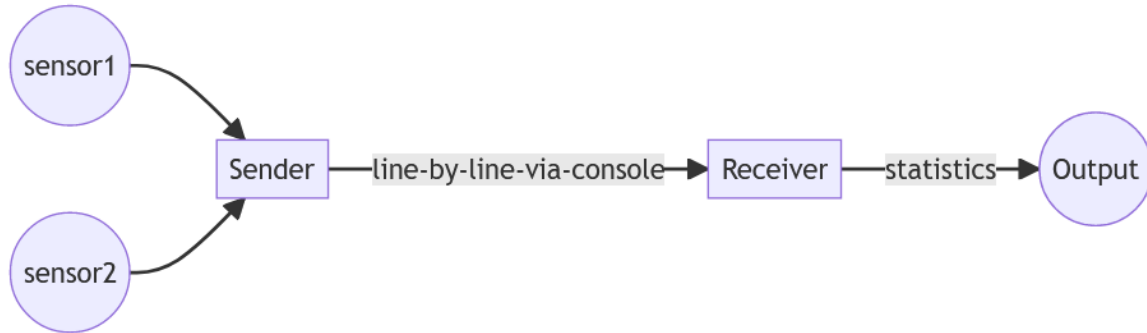 sensor1
Sender
line-by-line-via-console
Receiver
statistics
Output
sensor2